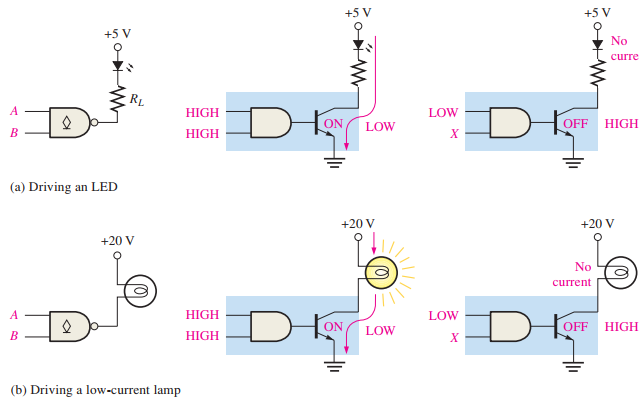 +5 V
R_L
A
B
+5 V
HIGH
HIGH
ON
LOW
+5 V
No
curre
LOW
X
OFF
HIGH
(a) Driving an LED
+20 V
A
B
+20 V
HIGH
HIGH
ON
LOW
+20 V
No
current
LOW
X
OFF
HIGH
(b) Driving a low-current lamp